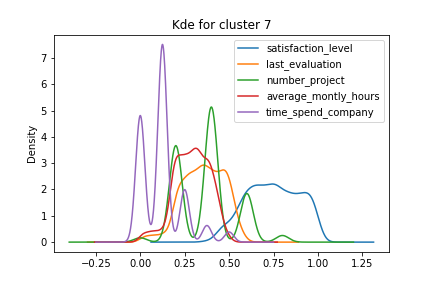 Kde for cluster 7
satisfaction_level
last_evaluation
number_project
average_montly_hours
time_spend_company
Density
7
6
5
4
3
2
1
0
−0.25
0.00
0.25
0.50
0.75
1.00
1.25